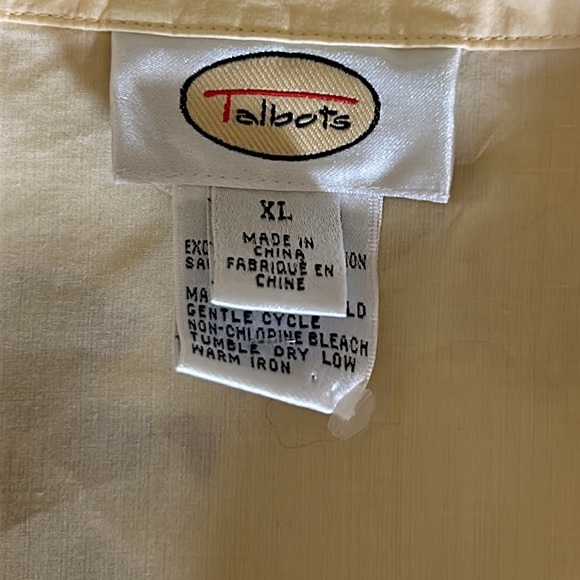 Talbots
XL
MADE IN
CHINA
FABRIQUÉ EN
CHINE
GENTLE CYCLE
NON-CHLORINE BLEACH
TUMBLE DRY LOW
WARM IRON